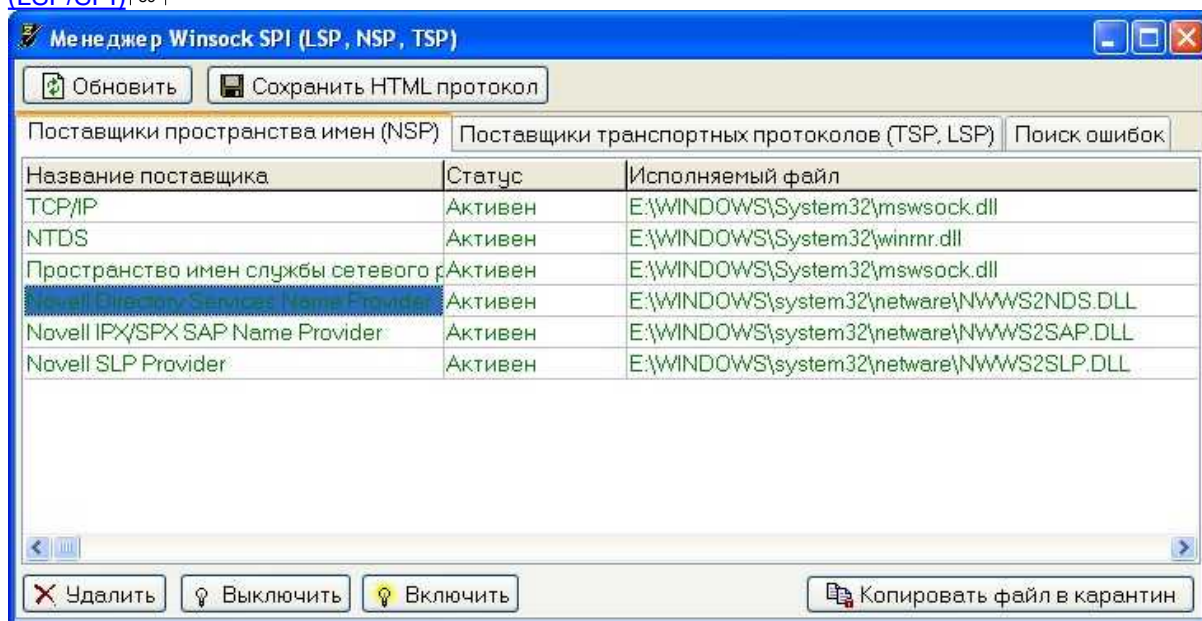 (LSP/SPI)
Менеджер Winsock SPI (LSP, NSP, TSP)
Обновить Сохранить HTML протокол
Поставщики пространства имен (NSP) Поставщики транспортных протоколов (TSP, LSP) Поиск ошибок
Название поставщика Статус Исполняемый файл
TCP/IP Активен E:\WINDOWS\System32\mswsock.dll
NTDS Активен E:\WINDOWS\System32\winrnr.dll
Пространство имен службы сетевого р Активен E:\WINDOWS\System32\mswsock.dll
Novell Directory Services Name Provider Активен E:\WINDOWS\system32\netware\NWWS2NDS.DLL
Novell IPX/SPX SAP Name Provider Активен E:\WINDOWS\system32\netware\NWWS2SAP.DLL
Novell SLP Provider Активен E:\WINDOWS\system32\netware\NWWS2SLP.DLL
Удалить Выключить Включить Копировать файл в карантин